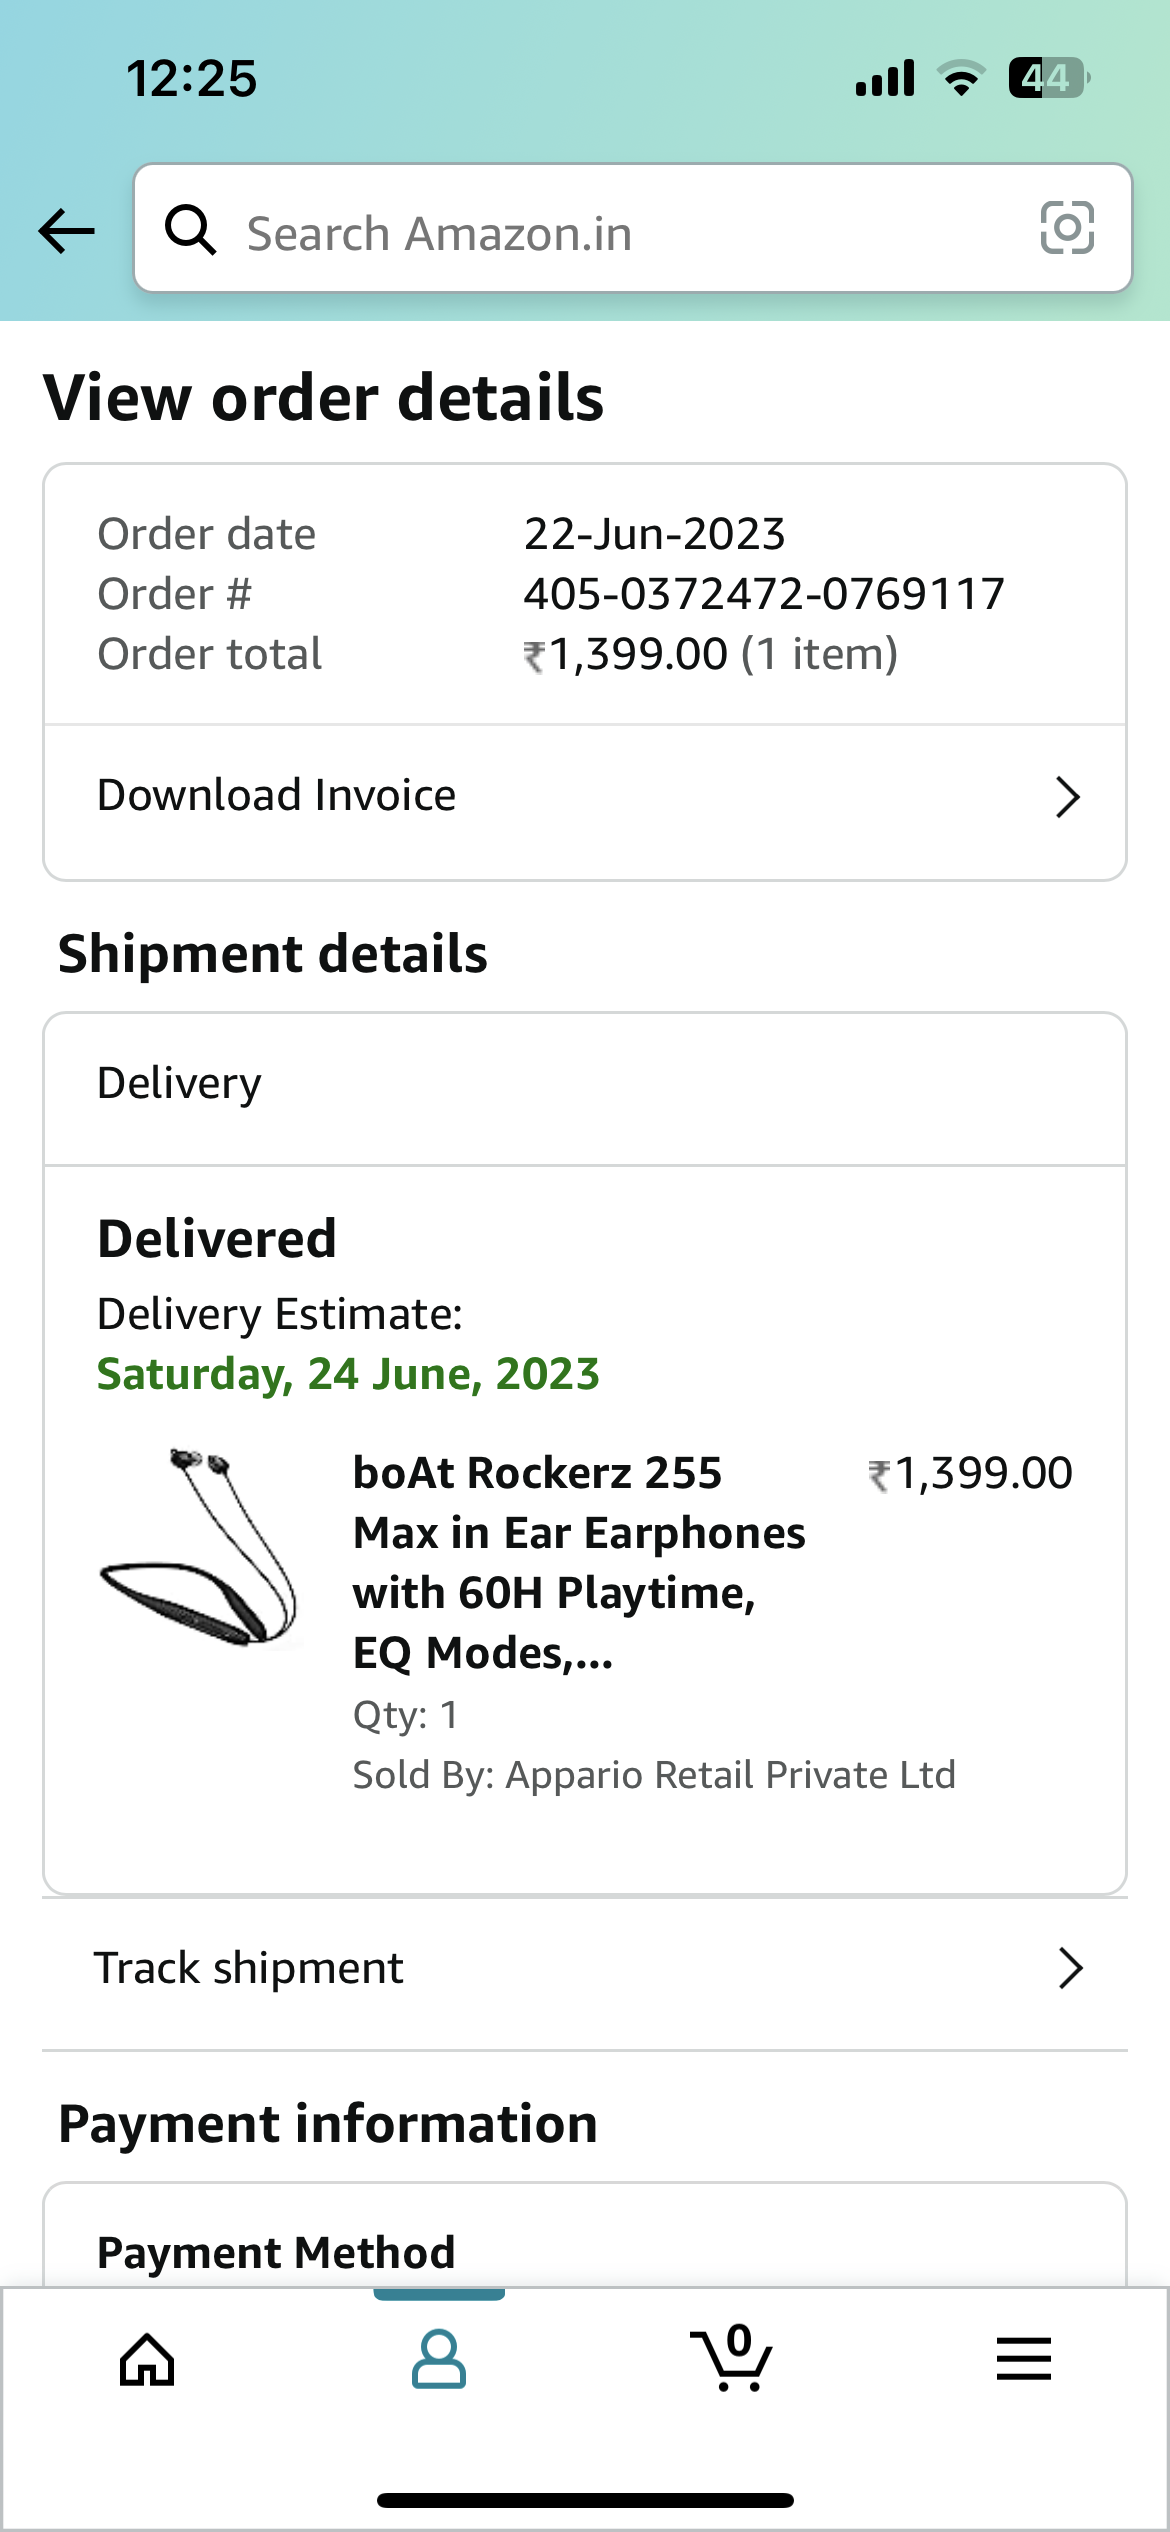 12:25
44
Search Amazon.in
View order details
Order date 22-Jun-2023
Order # 405-0372472-0769117
Order total ₹1,399.00 (1 item)
Download Invoice
Shipment details
Delivery
Delivered
Delivery Estimate:
Saturday, 24 June, 2023
boAt Rockerz 255 ₹1,399.00
Max in Ear Earphones
with 60H Playtime,
EQ Modes,...
Qty: 1
Sold By: Appario Retail Private Ltd
Track shipment
Payment information
Payment Method
0